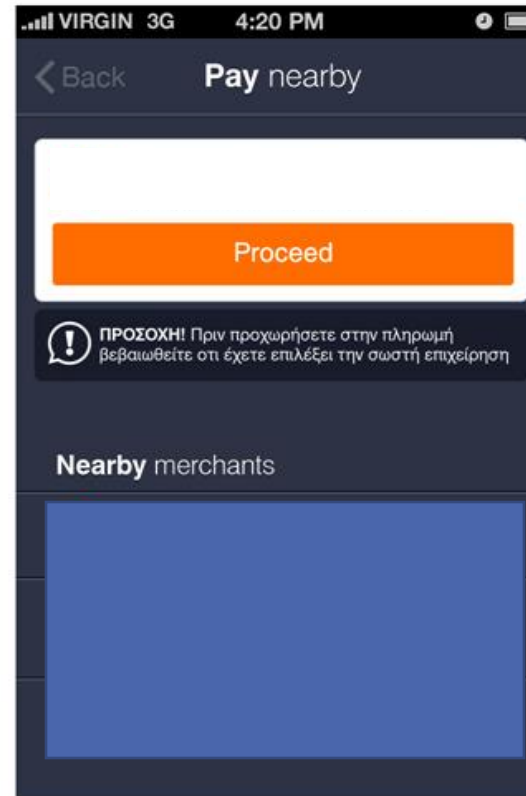 VIRGIN 3G 4:20 PM
Back Pay nearby
Proceed
ΠΡΟΣΟΧΗ! Πριν προχωρήσετε στην πληρωμή
βεβαιωθείτε οτι έχετε επιλέξει την σωστή επιχείρηση
Nearby merchants